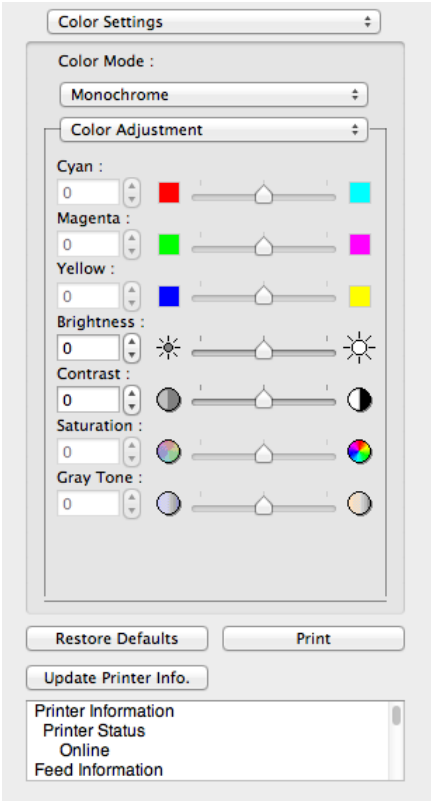 Color Settings
Color Mode :
Monochrome
Color Adjustment
Cyan :
0
Magenta :
0
Yellow :
0
Brightness :
0
Contrast :
0
Saturation :
0
Gray Tone :
0
Restore Defaults Print
Update Printer Info.
Printer Information
Printer Status
Online
Feed Information